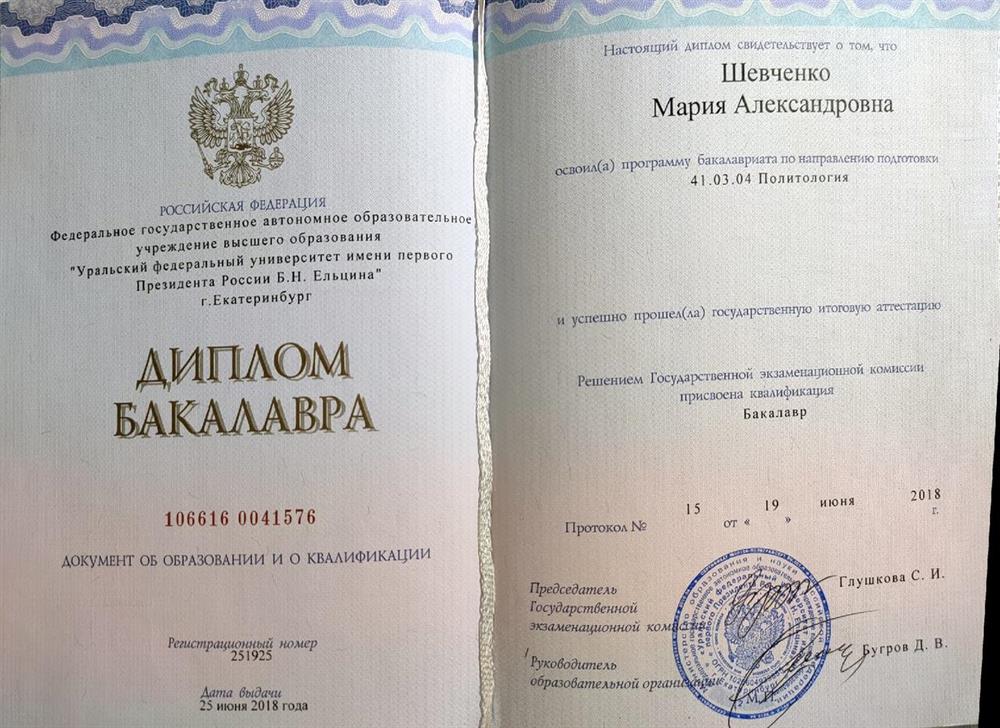 РОССИЙСКАЯ ФЕДЕРАЦИЯ
Федеральное государственное автономное образовательное
учреждение высшего образования
"Уральский федеральный университет имени первого
Президента России Б.Н. Ельцина"
г.Екатеринбург
ДИПЛОМ
БАКАЛАВРА
106616 0041576
ДОКУМЕНТ ОБ ОБРАЗОВАНИИ И О КВАЛИФИКАЦИИ
Регистрационный номер
251925
Дата выдачи
25 июня 2018 года
Настоящий диплом свидетельствует о том, что
Шевченко
Мария Александровна
освоил(а) программу бакалавриата по направлению подготовки
41.03.04 Политология
и успешно прошел(ла) государственную итоговую аттестацию
Решением Государственной экзаменационной комиссии
присвоена квалификация
Бакалавр
Протокол № 15 от « 19 » июня 2018 г.
Председатель
Государственной
экзаменационной комиссии
Глушкова С. И.
Руководитель
образовательной организации
Бугров Д. В.
М.П.